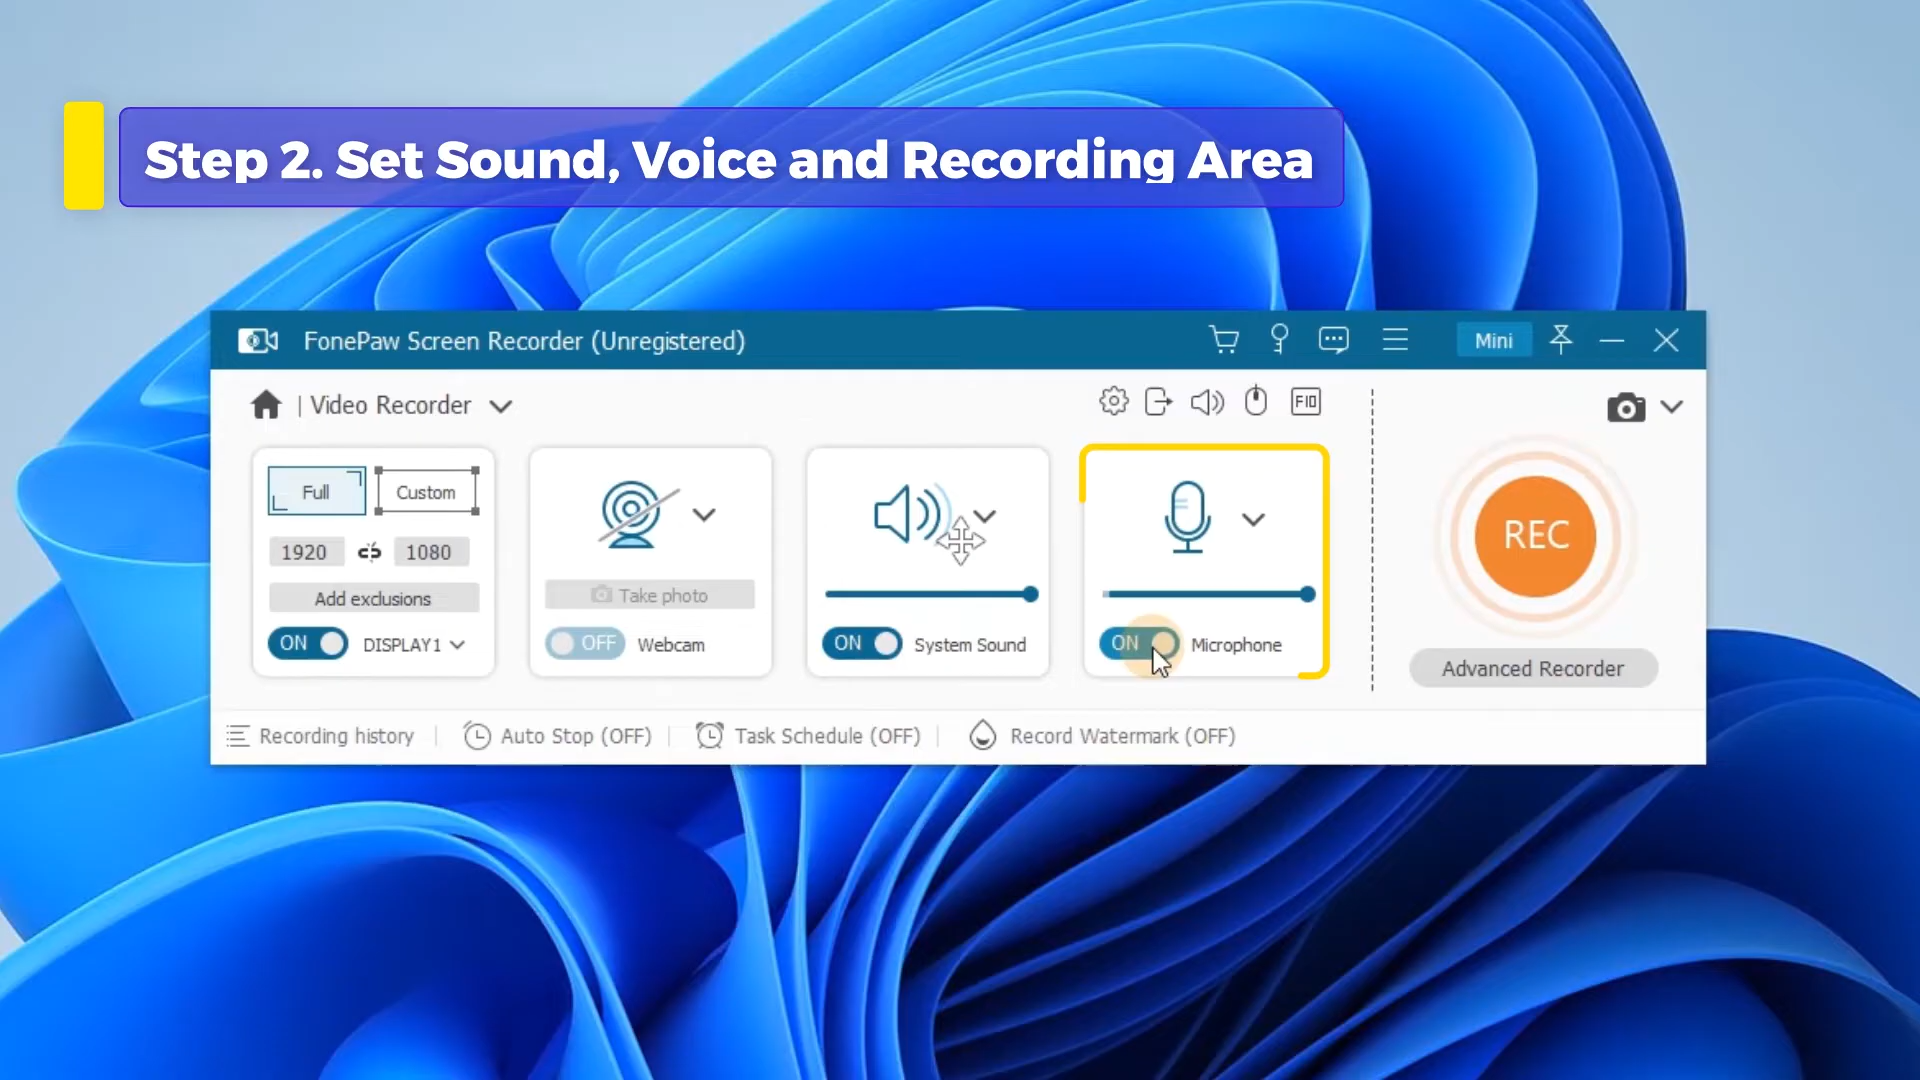 Step 2. Set Sound, Voice and Recording Area
FonePaw Screen Recorder (Unregistered)
Mini
| Video Recorder
F10
Full
Custom
1920
1080
Add exclusions
ON
DISPLAY1
Take photo
OFF
Webcam
ON
System Sound
ON
Microphone
REC
Advanced Recorder
Recording history
Auto Stop (OFF)
Task Schedule (OFF)
Record Watermark (OFF)